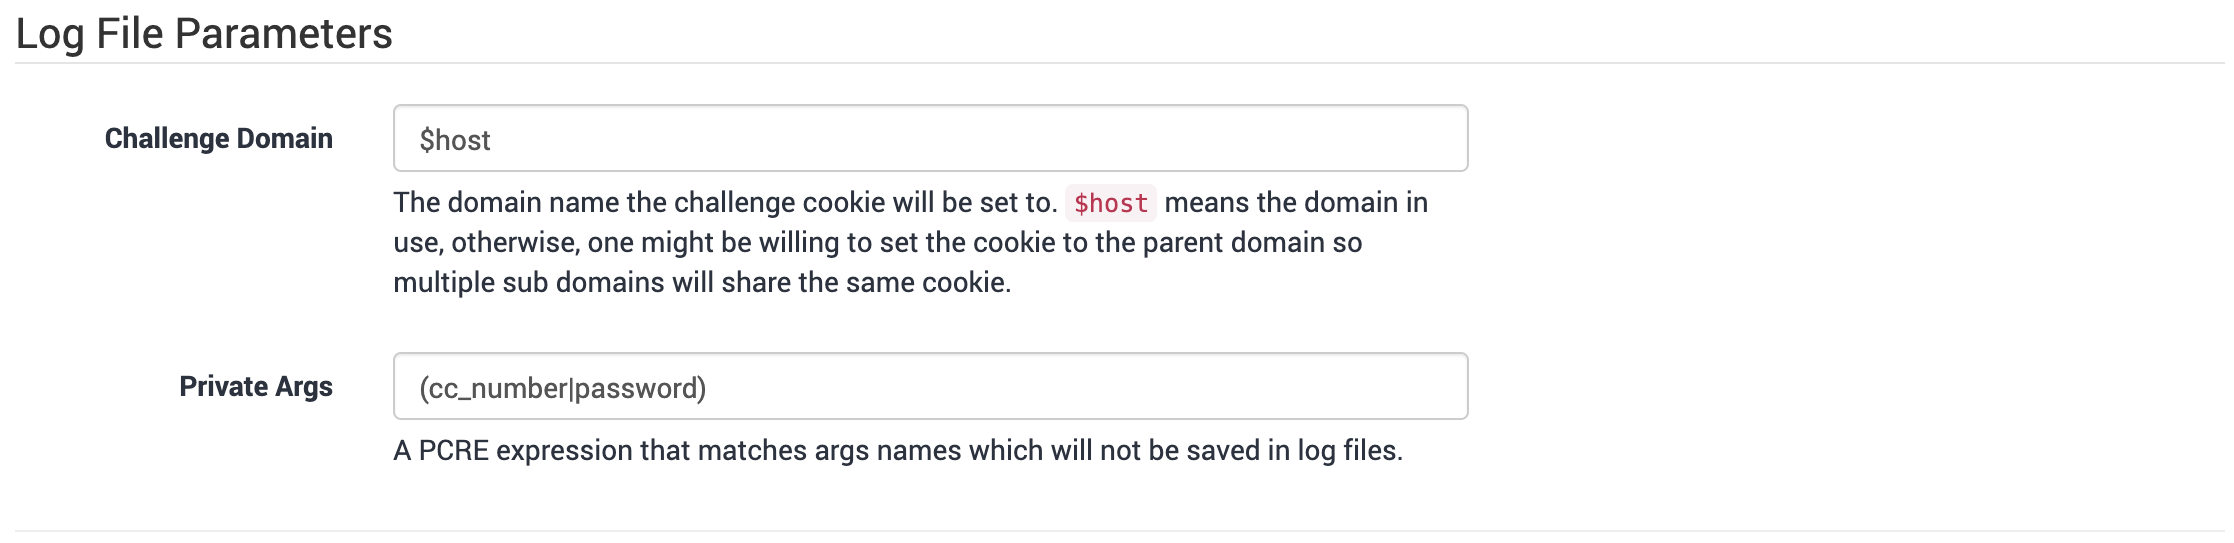 Log File Parameters
Challenge Domain
$host
The domain name the challenge cookie will be set to. $host means the domain in
use, otherwise, one might be willing to set the cookie to the parent domain so
multiple sub domains will share the same cookie.
Private Args
(cc_number|password)
A PCRE expression that matches args names which will not be saved in log files.